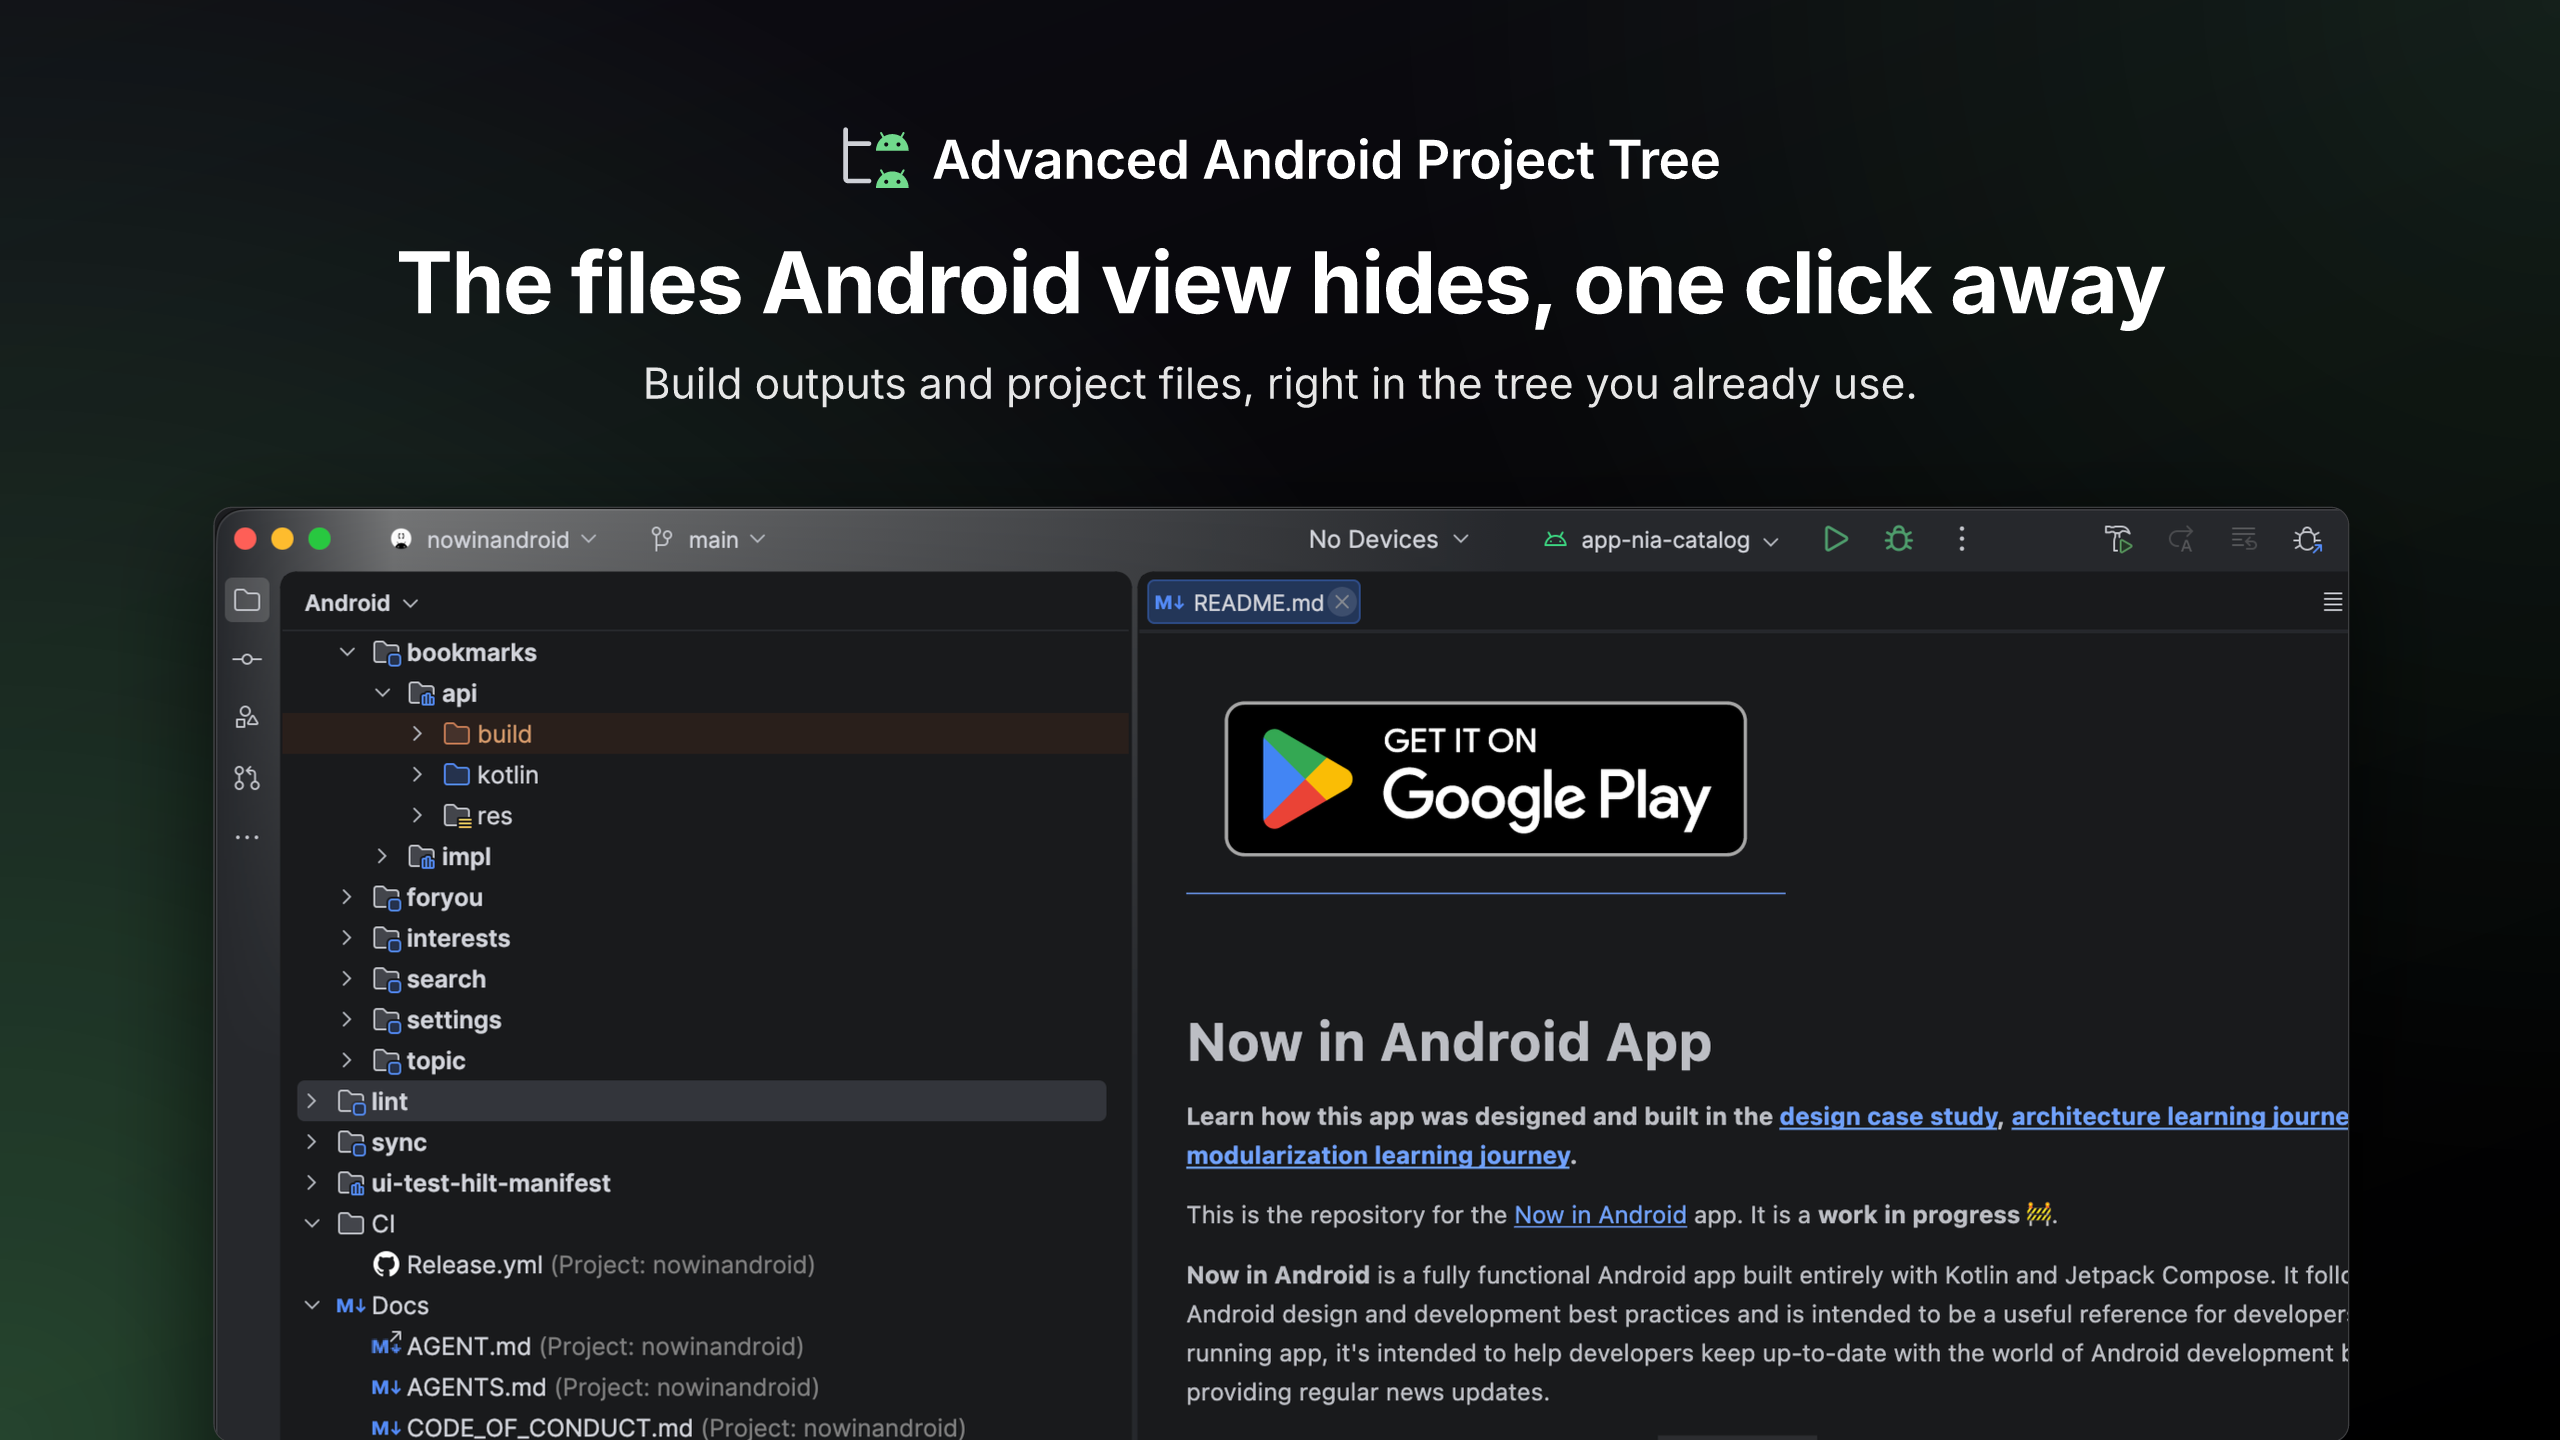 Advanced Android Project Tree
The files Android view hides, one click away
Build outputs and project files, right in the tree you already use.
nowinandroid
main
No Devices
app-nia-catalog
Android
bookmarks
api
build
kotlin
res
impl
foryou
interests
search
settings
topic
lint
sync
ui-test-hilt-manifest
CI
Release.yml (Project: nowinandroid)
Docs
AGENT.md (Project: nowinandroid)
AGENTS.md (Project: nowinandroid)
CODE_OF_CONDUCT.md (Project: nowinandroid)
README.md
GET IT ON
Google Play
Now in Android App
Learn how this app was designed and built in the design case study, architecture learning journe
modularization learning journey.
This is the repository for the Now in Android app. It is a work in progress 🚧.
Now in Android is a fully functional Android app built entirely with Kotlin and Jetpack Compose. It follo
Android design and development best practices and is intended to be a useful reference for developer
running app, it's intended to help developers keep up-to-date with the world of Android development b
providing regular news updates.